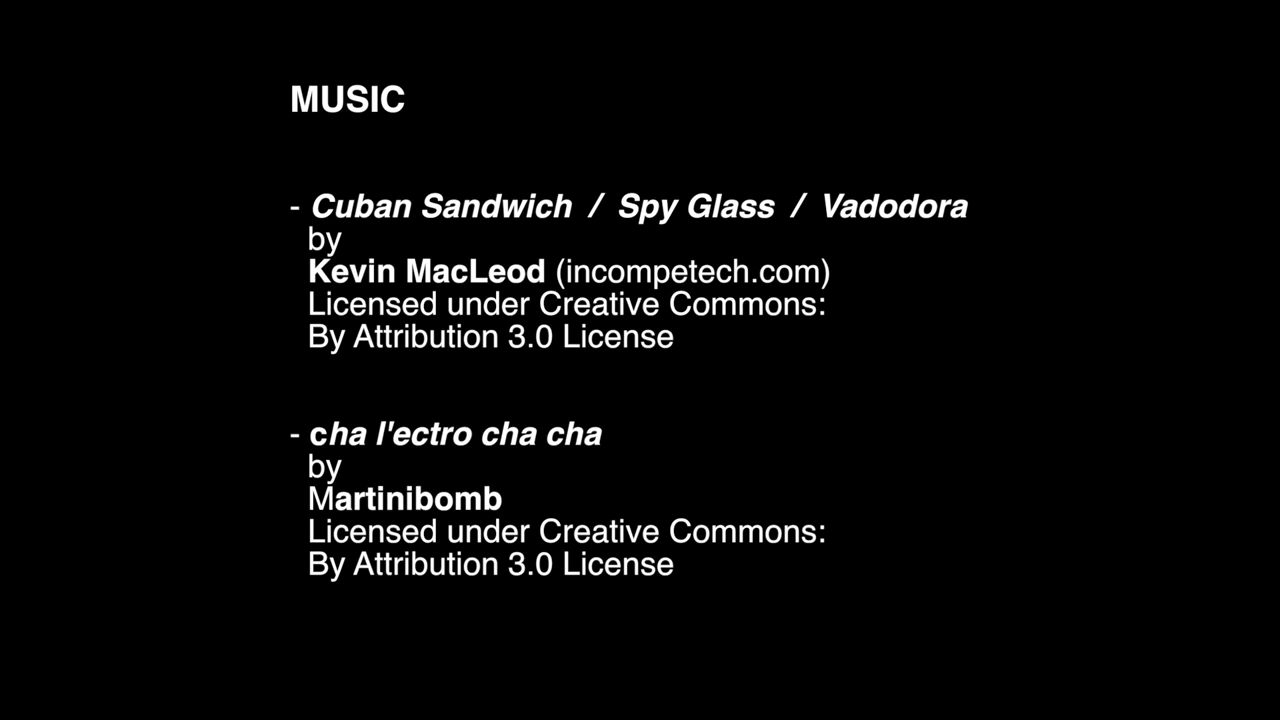 MUSIC
- Cuban Sandwich / Spy Glass / Vadodora
by
Kevin MacLeod (incompetech.com)
Licensed under Creative Commons:
By Attribution 3.0 License
- cha l'ectro cha cha
by
Martinibomb
Licensed under Creative Commons:
By Attribution 3.0 License